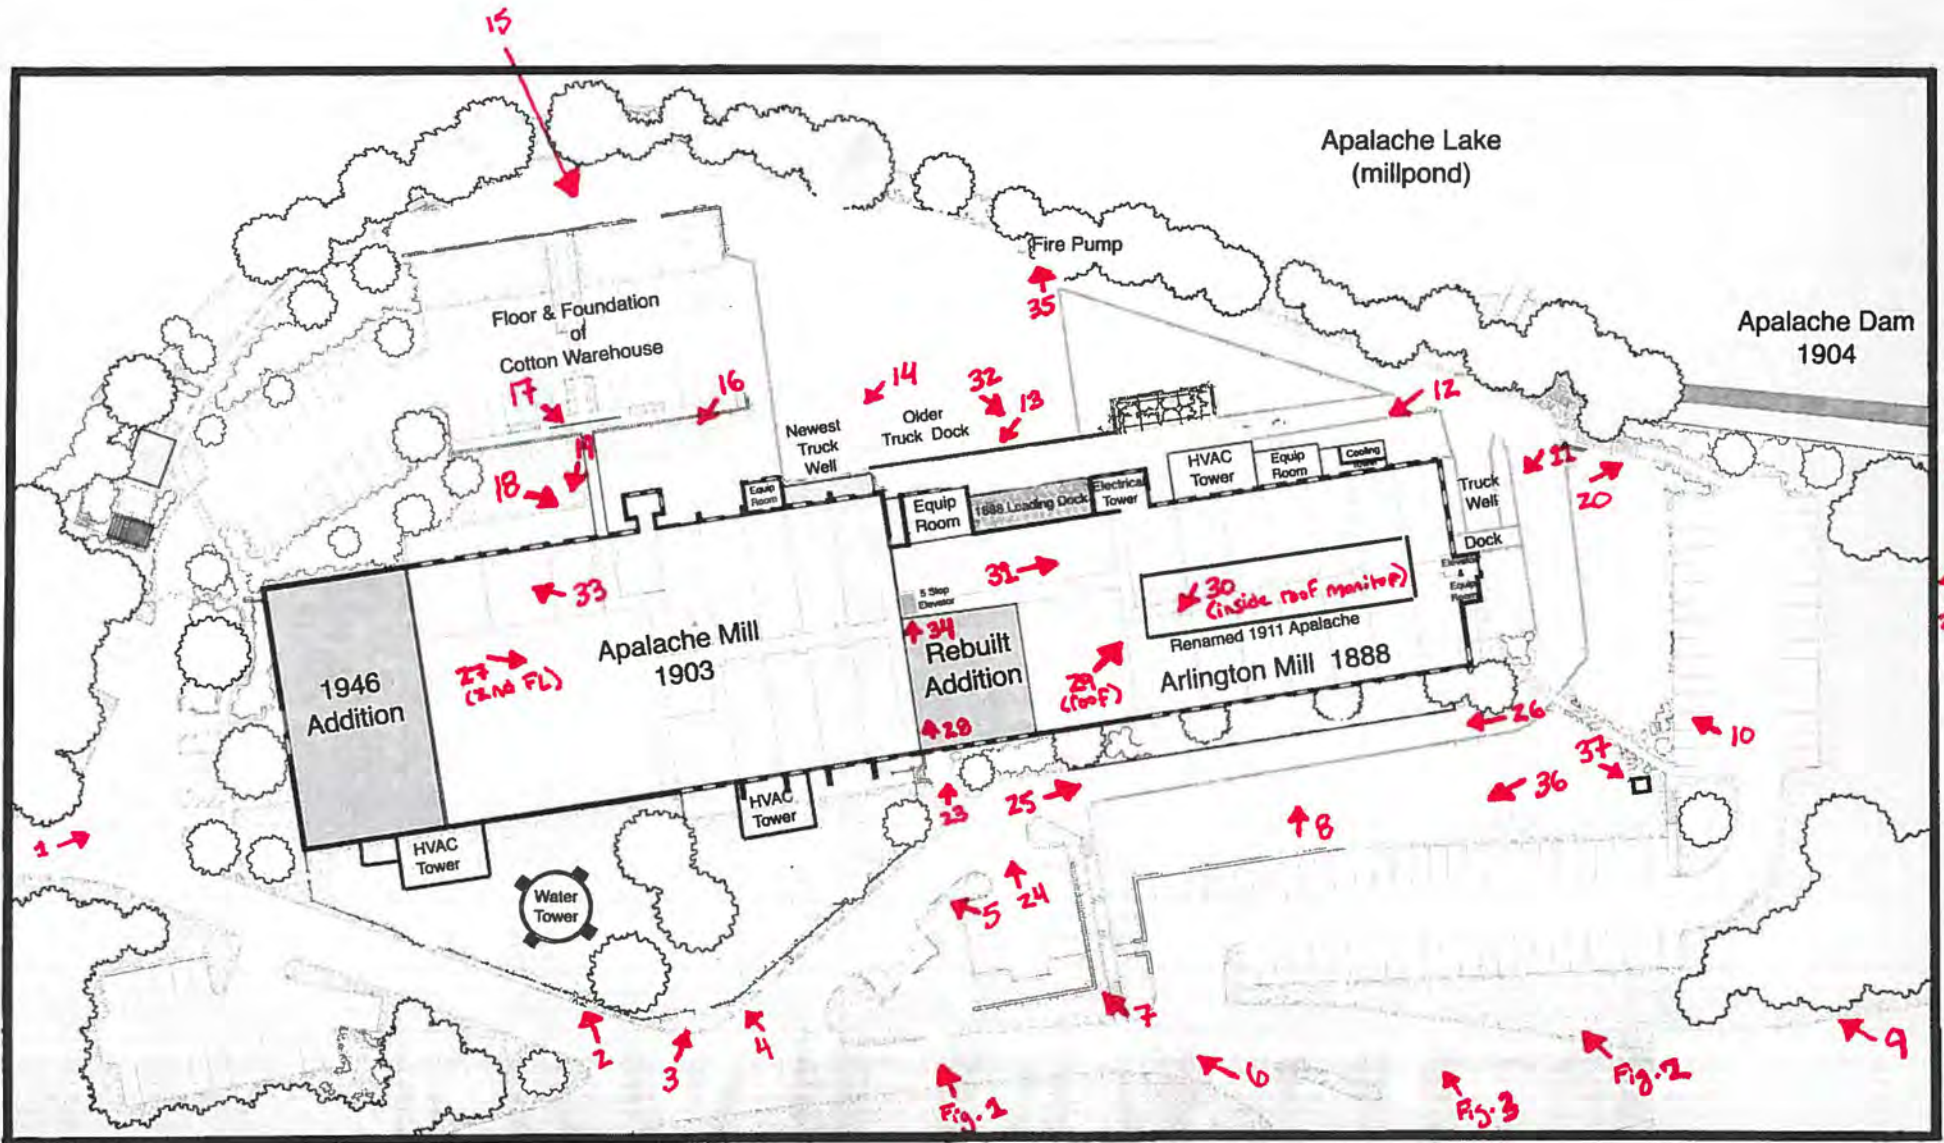 15
Apalache Lake
(millpond)
Fire Pump
35
Apalache Dam
1904
Floor & Foundation
of
Cotton Warehouse
17
16
14
32
13
12
Older
Truck Dock
Newest
Truck
Well
19
18
11
20
HVAC
Tower
Equip
Room
Cooling
Tower
Truck
Well
Dock
Equip
Room
Equip
Room
1888 Loading Dock
Electrical
Tower
Elevator
&
Equip
Room
31
33
5 Stop
Elevator
30
(inside roof monitor)
Renamed 1911 Apalache
Arlington Mill 1888
34
Rebuilt
Addition
28
29
(roof)
Apalache Mill
1903
27
(2nd FL)
1946
Addition
26
10
37
36
25
23
8
1
HVAC
Tower
HVAC
Tower
Water
Tower
5
24
7
2
3
4
6
9
Fig. 1
Fig. 3
Fig. 2